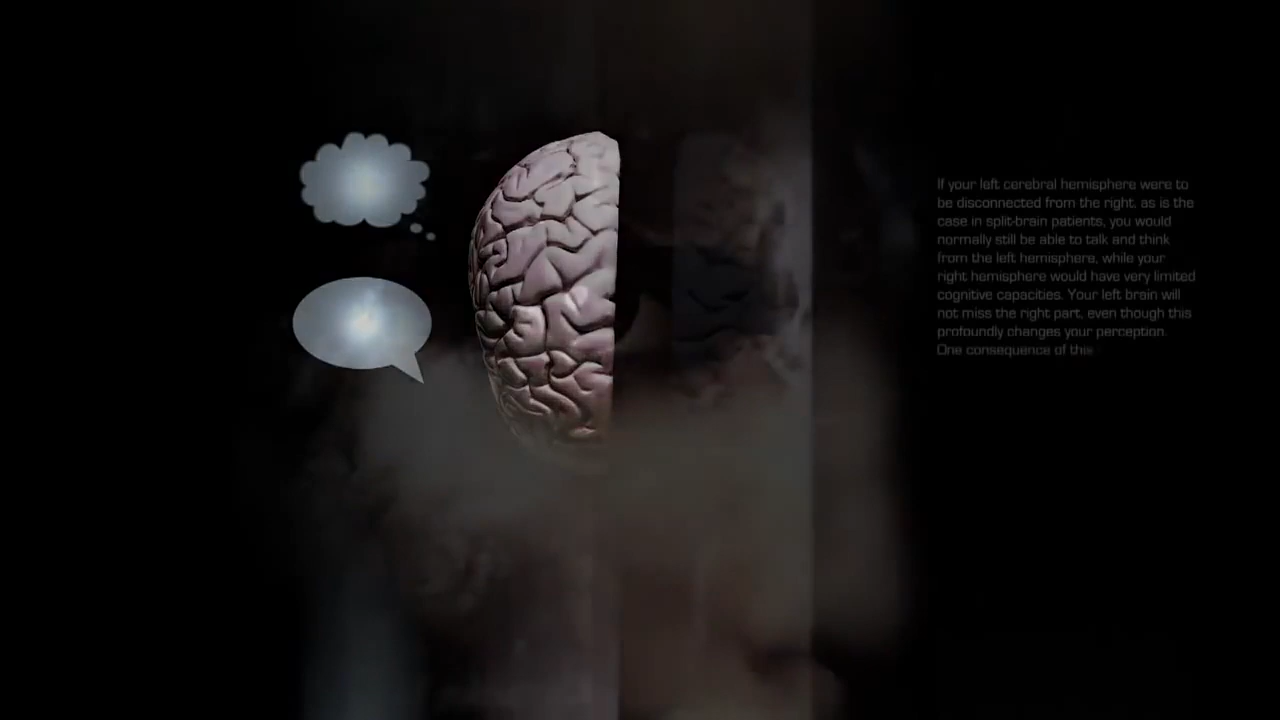 If your left cerebral hemisphere were to
be disconnected from the right, as is the
case in split-brain patients, you would
normally still be able to talk and think
from the left hemisphere, while your
right hemisphere would have very limited
cognitive capacities. Your left brain will
not miss the right part, even though this
profoundly changes your perception.
One consequence of this